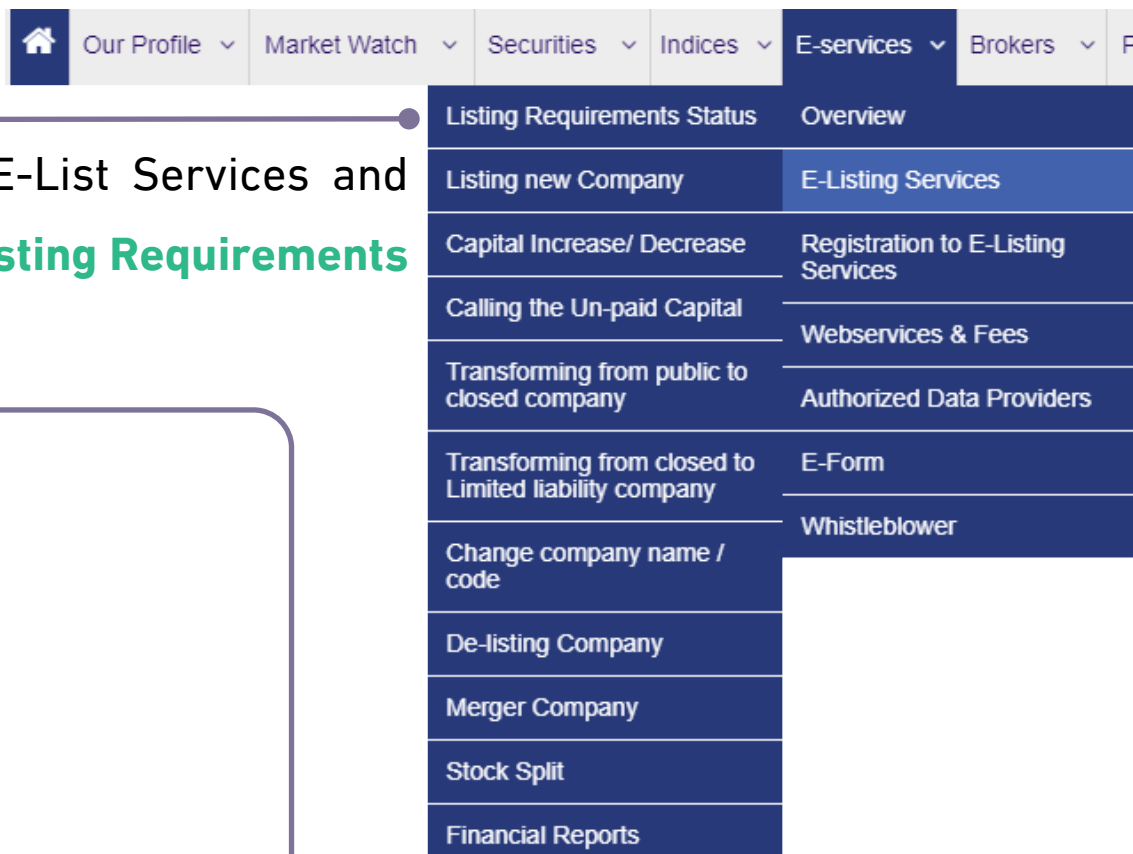 Our Profile Market Watch Securities Indices E-services Brokers
E-List Services and
sting Requirements
Listing Requirements Status
Listing new Company
Capital Increase/ Decrease
Calling the Un-paid Capital
Transforming from public to
closed company
Transforming from closed to
Limited liability company
Change company name /
code
De-listing Company
Merger Company
Stock Split
Financial Reports
Overview
E-Listing Services
Registration to E-Listing
Services
Webservices & Fees
Authorized Data Providers
E-Form
Whistleblower